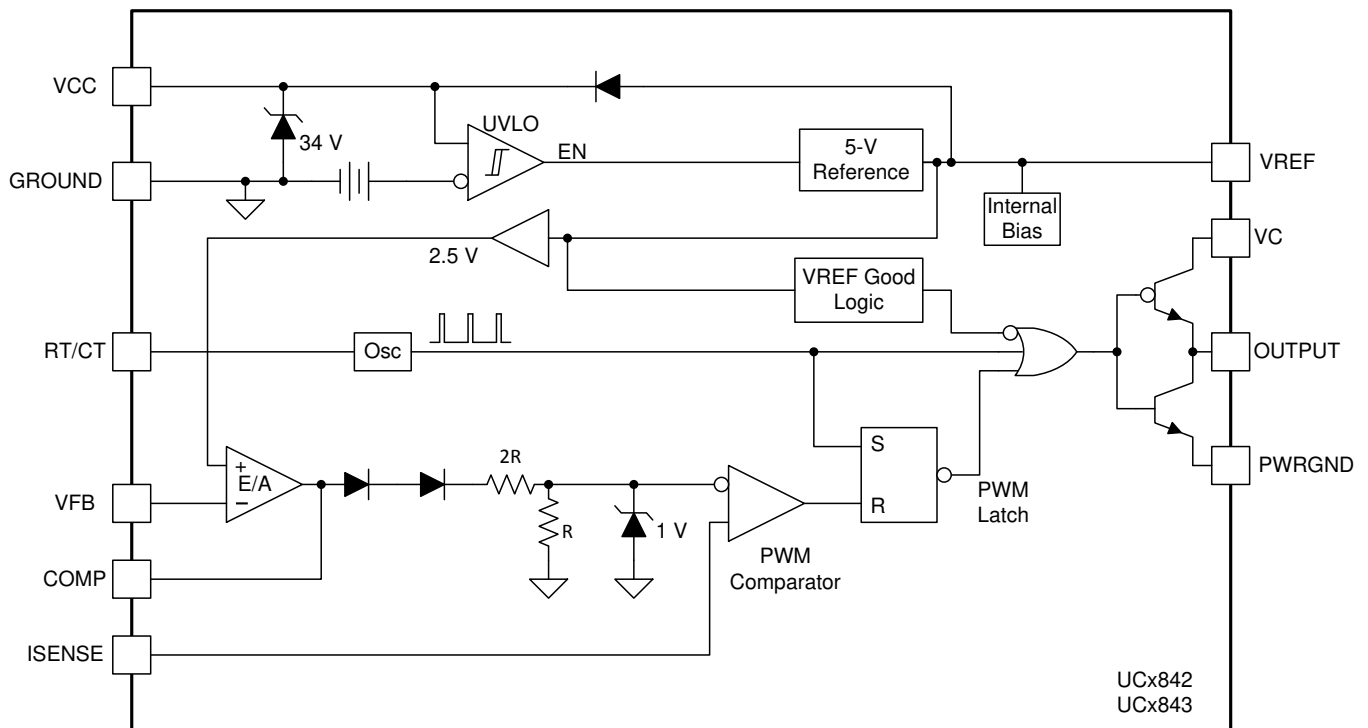 VCC
UVLO
34 V
EN
5-V
Reference
GROUND
VREF
Internal
Bias
VC
2.5 V
VREF Good
Logic
RT/CT
Osc
OUTPUT
S
2R
+
E/A
−
PWRGND
VFB
R
PWM
Latch
R
1 V
PWM
Comparator
COMP
ISENSE
UCx842
UCx843